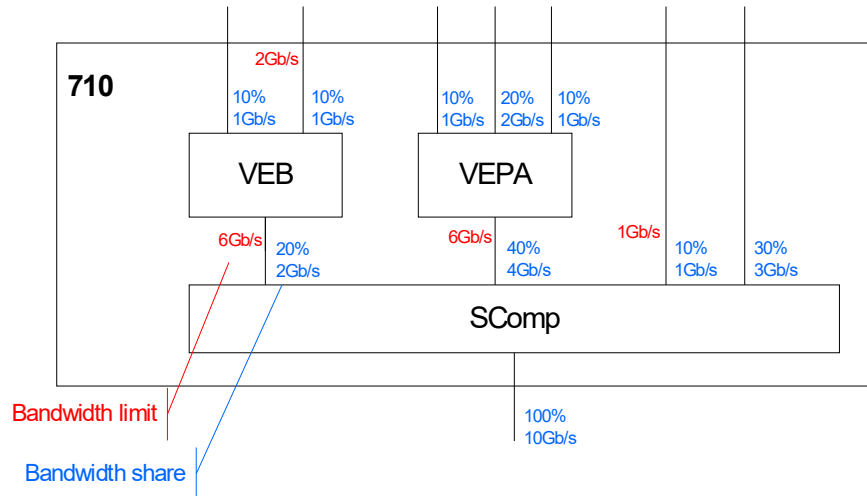 2Gb/s
710
10%
1Gb/s
10%
1Gb/s
10%
1Gb/s
20%
2Gb/s
10%
1Gb/s
VEB
VEPA
6Gb/s
20%
2Gb/s
6Gb/s
40%
4Gb/s
1Gb/s
10%
1Gb/s
30%
3Gb/s
SComp
Bandwidth limit
100%
10Gb/s
Bandwidth share